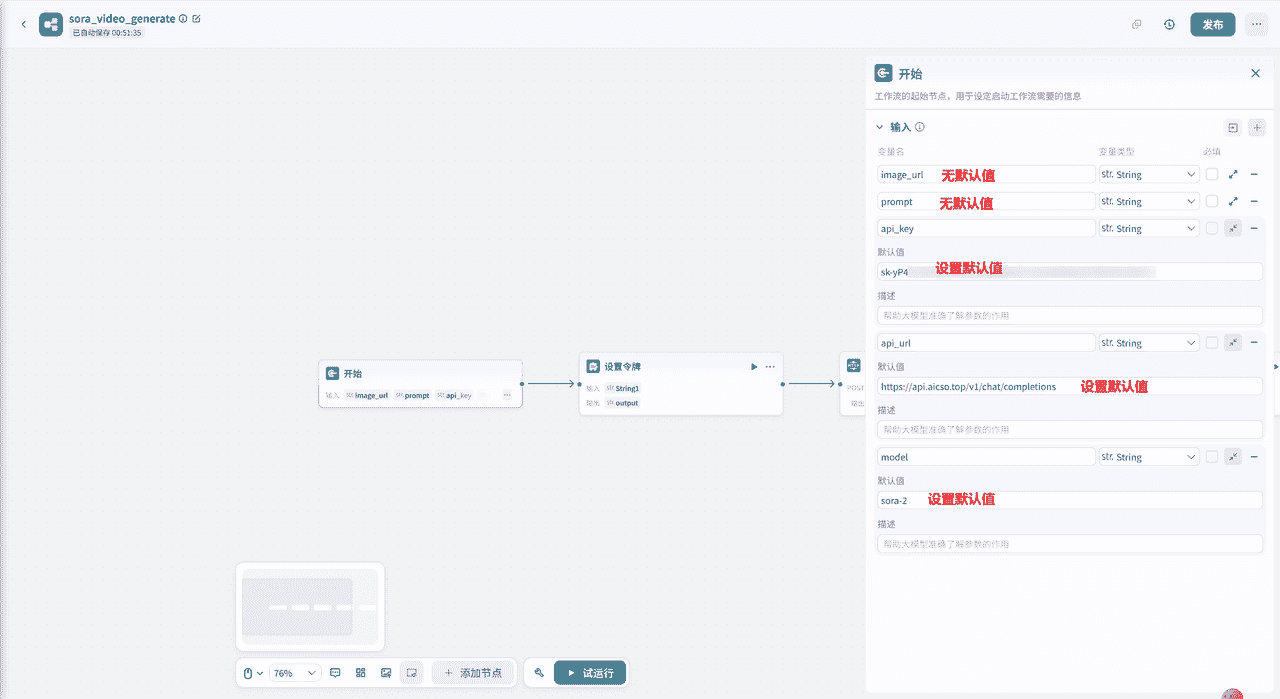 sora_video_generate
已自动保存 00:51:35
发布
开始
工作流的起始节点，用于设定启动工作流需要的信息
输入
变量名 变量类型 必填
image_url 无默认值 str. String
prompt 无默认值 str. String
api_key str. String
默认值
sk-yP4 设置默认值
描述
帮助大模型准确了解参数的作用
api_url str. String
默认值
https://api.aicso.top/v1/chat/completions 设置默认值
描述
帮助大模型准确了解参数的作用
model str. String
默认值
sora-2 设置默认值
描述
帮助大模型准确了解参数的作用
开始
输入 str. image_url str. prompt str. api_key
设置令牌
输入 str. String1
输出 str. output
POST
输出
76%
添加节点
试运行